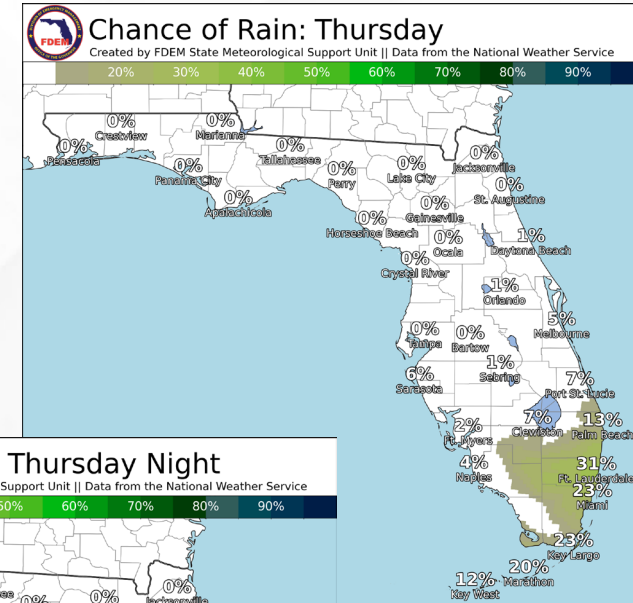 FDEM
Chance of Rain: Thursday
Created by FDEM State Meteorological Support Unit || Data from the National Weather Service
20% 30% 40% 50% 60% 70% 80% 90%
0%
Crestview
0%
Marianna
0%
Pensacola
0%
Tallahassee
0%
Panama City
0%
Perry
0%
Lake City
0%
Jacksonville
0%
St. Augustine
0%
Apalachicola
0%
Gainesville
0%
Horseshoe Beach
0%
Ocala
1%
Daytona Beach
0%
Crystal River
1%
Orlando
5%
Melbourne
0%
Tampa
0%
Bartow
1%
Sebring
6%
Sarasota
7%
Port St. Lucie
7%
Clewiston
13%
Palm Beach
2%
Ft. Myers
4%
Naples
31%
Ft. Lauderdale
23%
Miami
23%
Key Largo
20%
Marathon
12%
Key West
Thursday Night
Support Unit || Data from the National Weather Service
50% 60% 70% 80% 90%
0%
Jacksonville
0%
0%